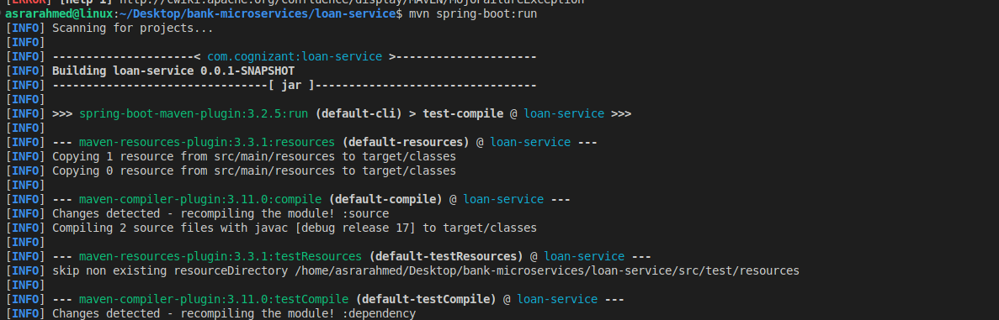 [ERROR] [Help 1] http://cwiki.apache.org/confluence/display/MAVEN/MojoFailureException
asrarahmed@linux:~/Desktop/bank-microservices/loan-service$ mvn spring-boot:run
[INFO] Scanning for projects...
[INFO]
[INFO] ---------------------< com.cognizant:loan-service >---------------------
[INFO] Building loan-service 0.0.1-SNAPSHOT
[INFO] --------------------------------[ jar ]---------------------------------
[INFO]
[INFO] >>> spring-boot-maven-plugin:3.2.5:run (default-cli) > test-compile @ loan-service >>>
[INFO]
[INFO] --- maven-resources-plugin:3.3.1:resources (default-resources) @ loan-service ---
[INFO] Copying 1 resource from src/main/resources to target/classes
[INFO] Copying 0 resource from src/main/resources to target/classes
[INFO]
[INFO] --- maven-compiler-plugin:3.11.0:compile (default-compile) @ loan-service ---
[INFO] Changes detected - recompiling the module! :source
[INFO] Compiling 2 source files with javac [debug release 17] to target/classes
[INFO]
[INFO] --- maven-resources-plugin:3.3.1:testResources (default-testResources) @ loan-service ---
[INFO] skip non existing resourceDirectory /home/asrarahmed/Desktop/bank-microservices/loan-service/src/test/resources
[INFO]
[INFO] --- maven-compiler-plugin:3.11.0:testCompile (default-testCompile) @ loan-service ---
[INFO] Changes detected - recompiling the module! :dependency